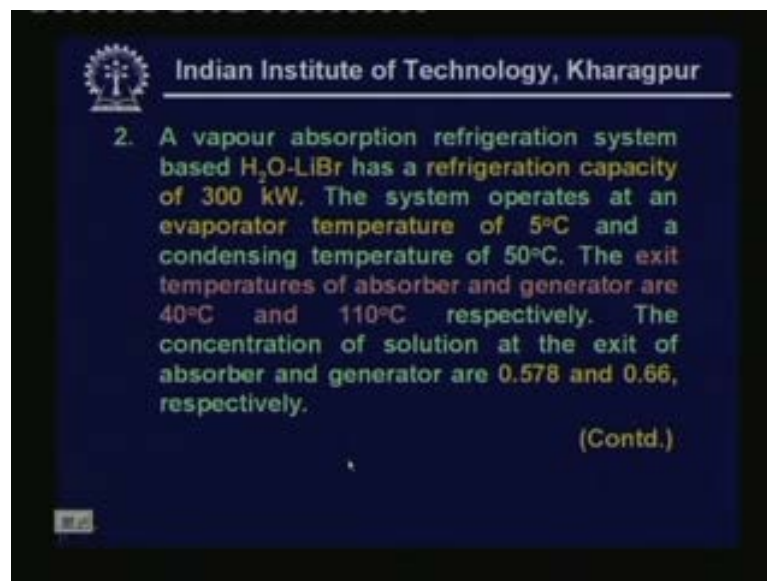 Indian Institute of Technology, Kharagpur
2. A vapour absorption refrigeration system
based H₂O-LiBr has a refrigeration capacity
of 300 kW. The system operates at an
evaporator temperature of 5°C and a
condensing temperature of 50°C. The exit
temperatures of absorber and generator are
40°C and 110°C respectively. The
concentration of solution at the exit of
absorber and generator are 0.578 and 0.66,
respectively.
(Contd.)